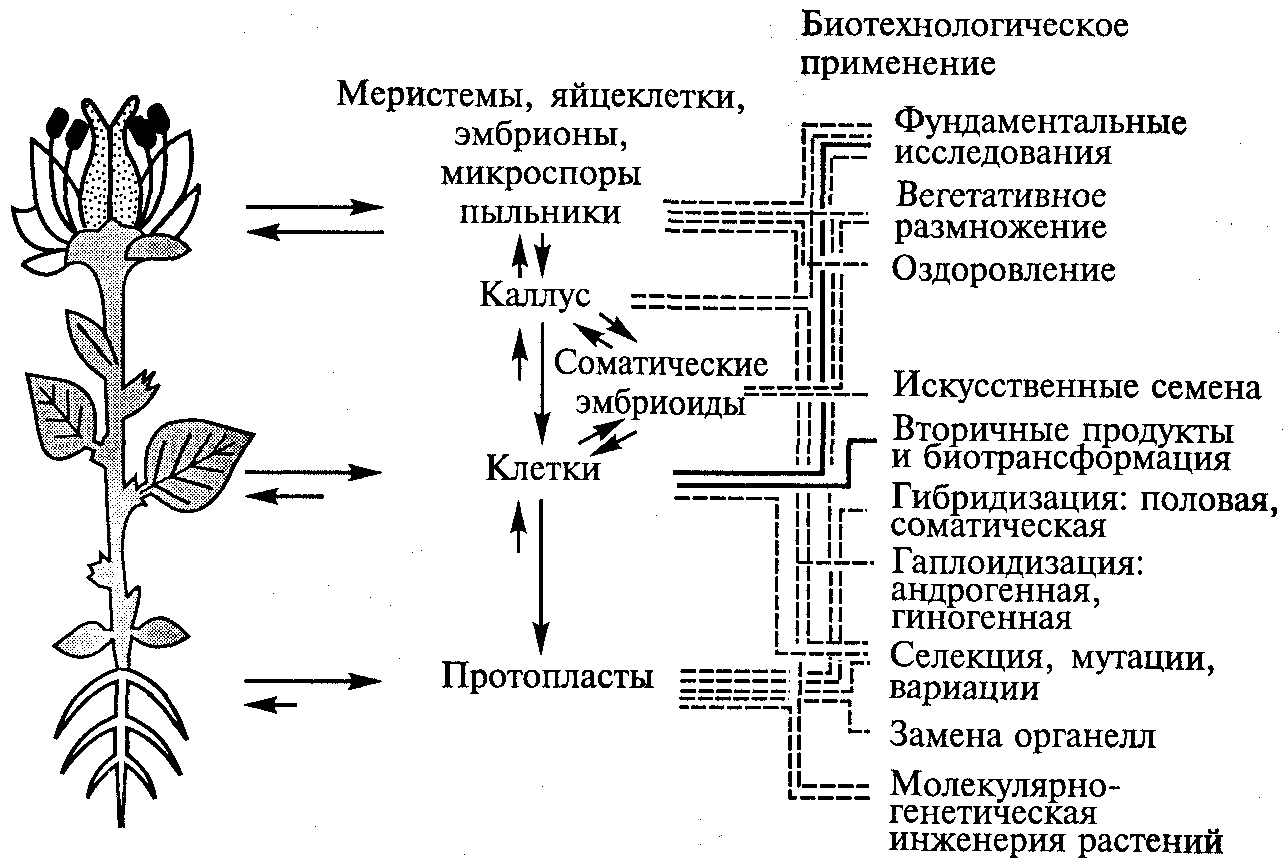 Биотехнологическое
применение
Меристемы, яйцеклетки,
эмбрионы,
микроспоры
пыльники
Каллус
Соматические
эмбриоиды
Клетки
Протопласты
Фундаментальные
исследования
Вегетативное
размножение
Оздоровление
Искусственные семена
Вторичные продукты
и биотрансформация
Гибридизация: половая,
соматическая
Гаплоидизация:
андрогенная,
гиногенная
Селекция, мутации,
вариации
Замена органелл
Молекулярно-
генетическая
инженерия растений